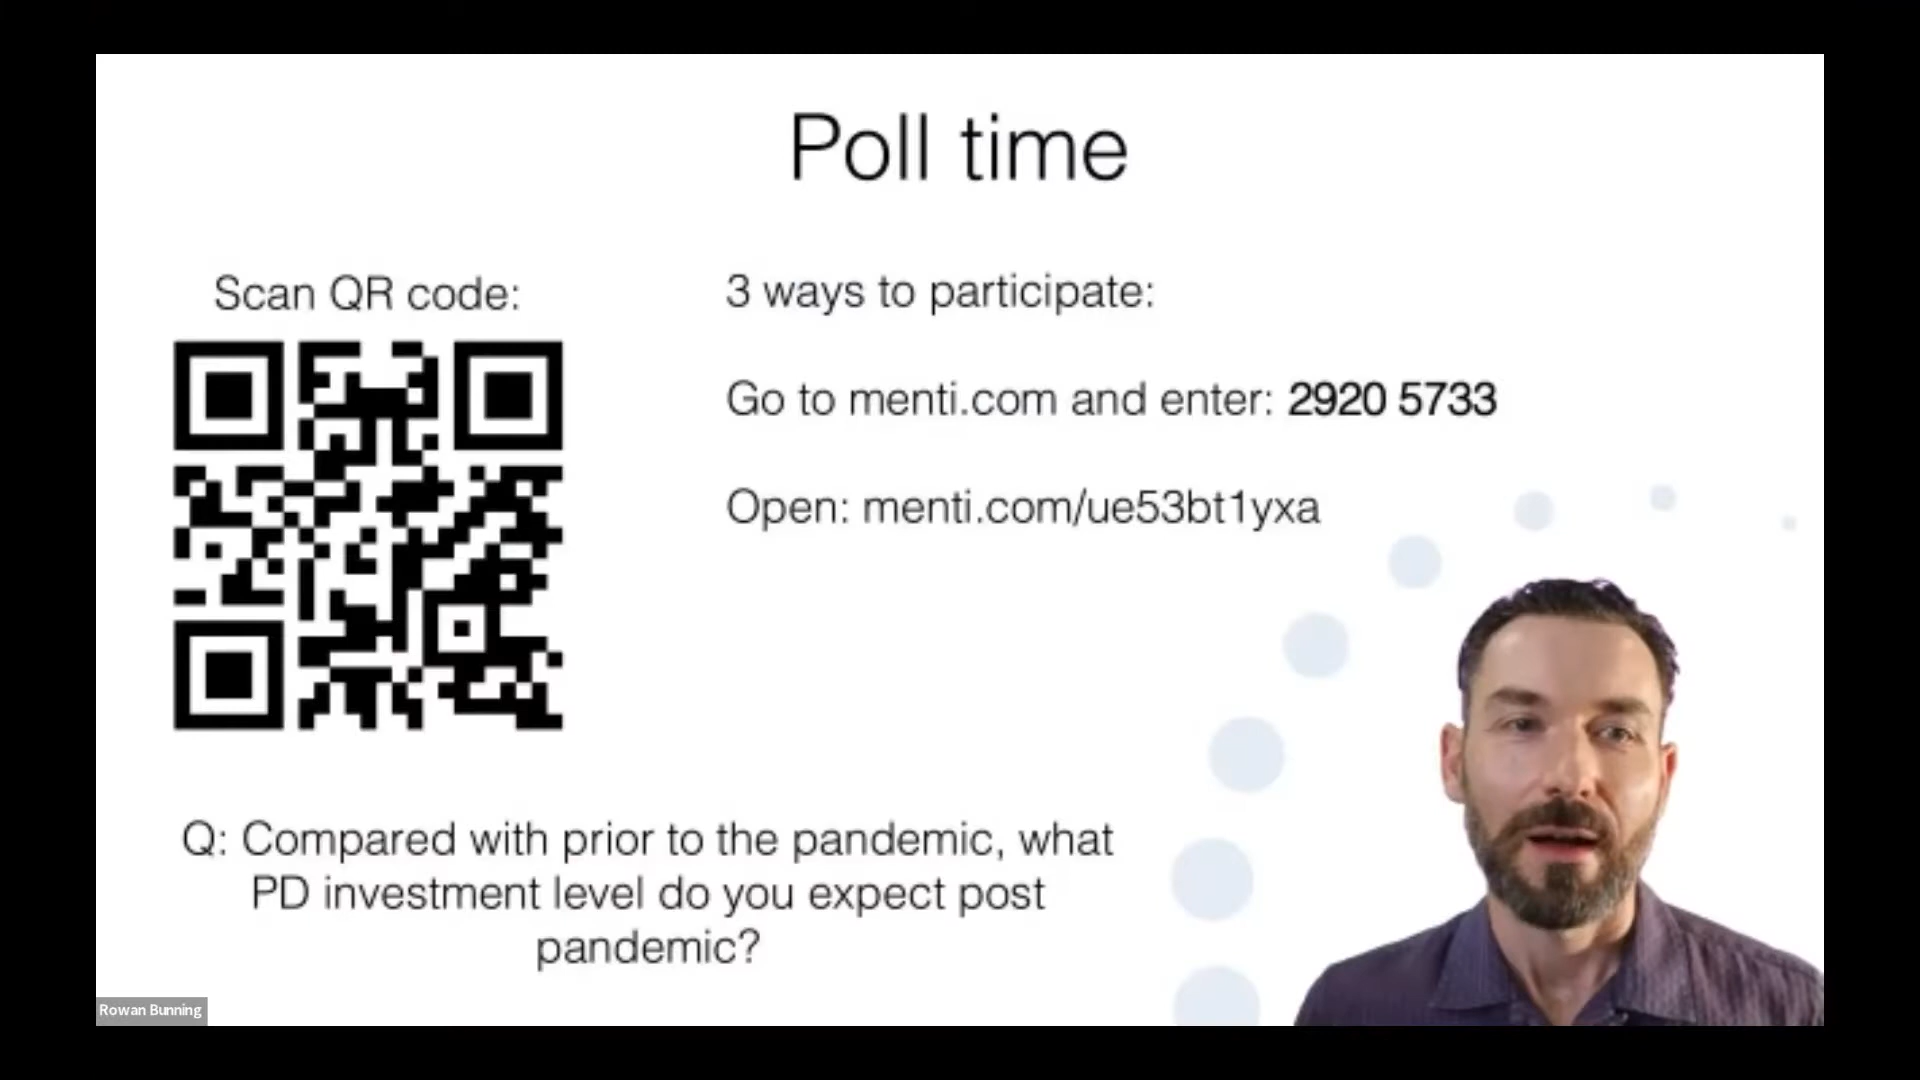 Poll time
Scan QR code:
3 ways to participate:
Go to menti.com and enter: 2920 5733
Open: menti.com/ue53bt1yxa
Q: Compared with prior to the pandemic, what
PD investment level do you expect post
pandemic?
Rowan Bunning